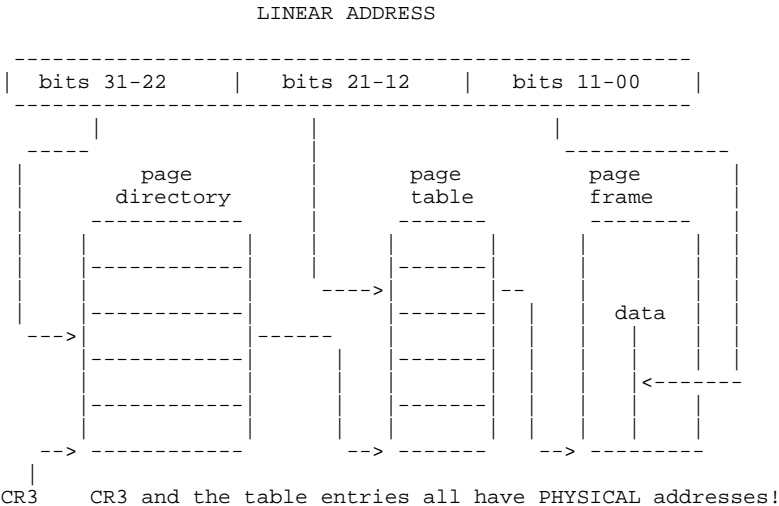 LINEAR ADDRESS
bits 31-22 bits 21-12 bits 11-00
page page page
directory table frame
data
CR3 CR3 and the table entries all have PHYSICAL addresses!